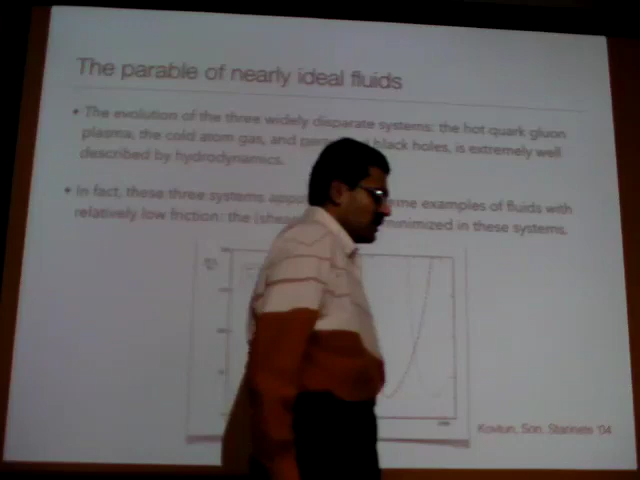 The parable of nearly ideal fluids
• The evolution of the three widely disparate systems: the hot quark gluon
plasma, the cold atom gas, and black holes, is extremely well
described by hydrodynamics.
• In fact, these three systems examples of fluids with
relatively low friction: the minimized in these systems.
Kovtun, Son, Starinets '04